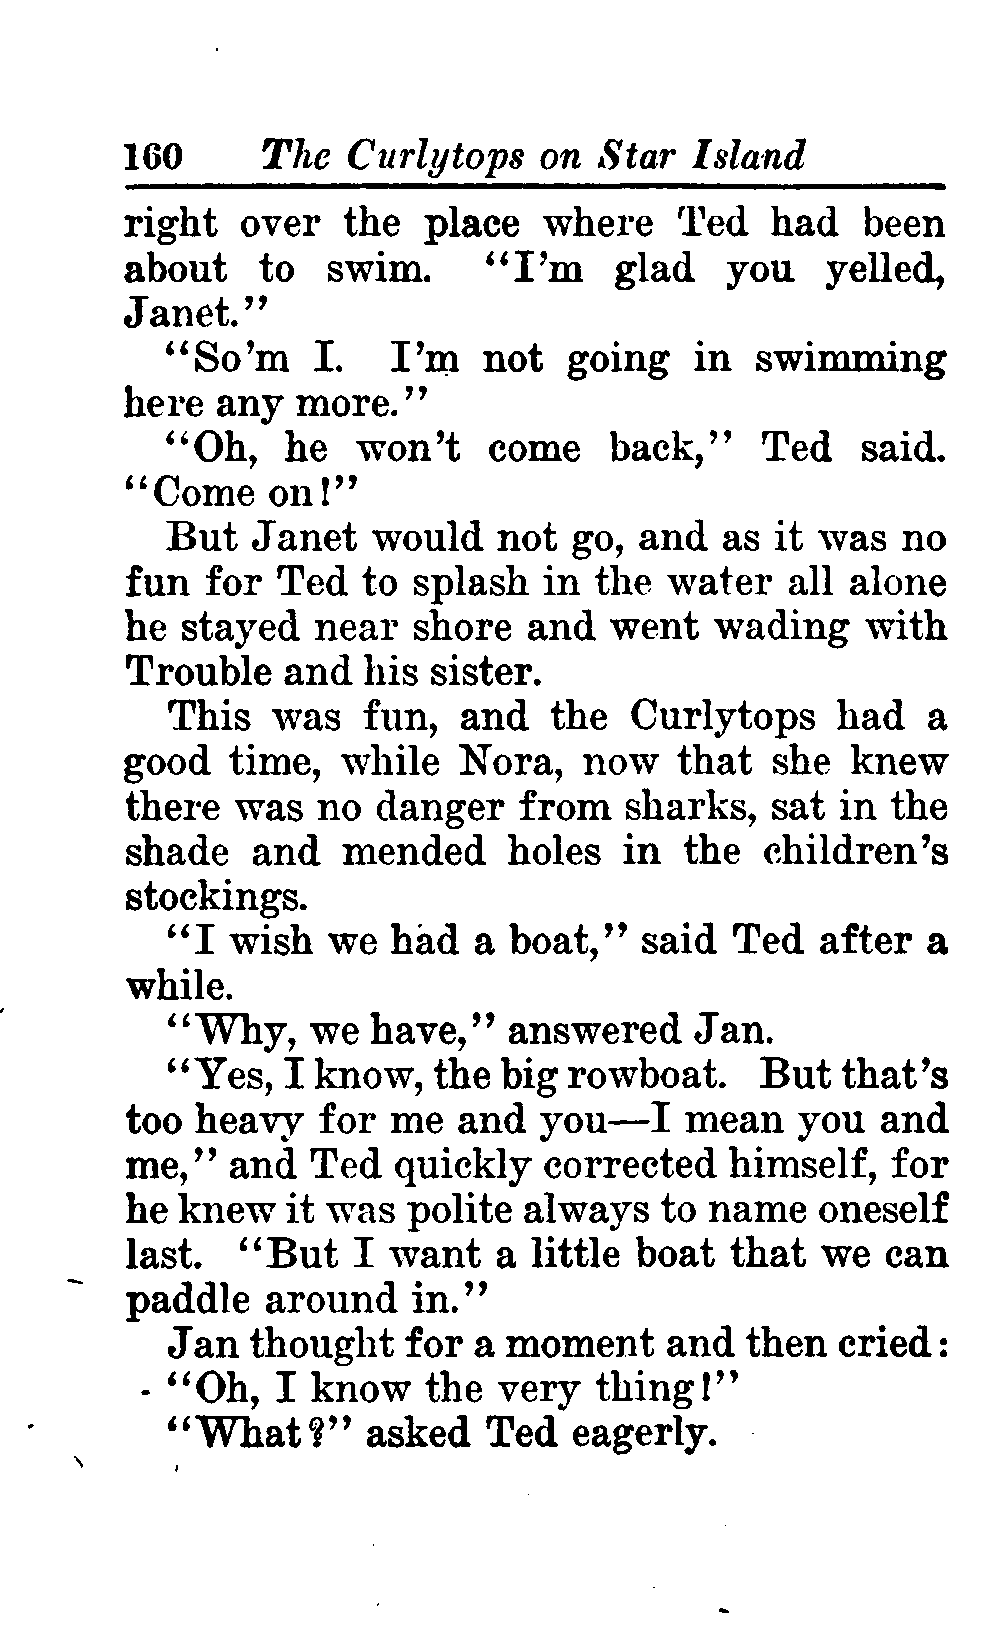 160 The Curlytops on Star Island
right over the place where Ted had been
about to swim. “I’m glad you yelled,
Janet.”
“So’m I. I’m not going in swimming
here any more.”
“Oh, he won’t come back,” Ted said.
“Come on!”
But Janet would not go, and as it was no
fun for Ted to splash in the water all alone
he stayed near shore and went wading with
Trouble and his sister.
This was fun, and the Curlytops had a
good time, while Nora, now that she knew
there was no danger from sharks, sat in the
shade and mended holes in the children’s
stockings.
“I wish we had a boat,” said Ted after a
while.
“Why, we have,” answered Jan.
“Yes, I know, the big rowboat. But that’s
too heavy for me and you—I mean you and
me,” and Ted quickly corrected himself, for
he knew it was polite always to name oneself
last. “But I want a little boat that we can
paddle around in.”
Jan thought for a moment and then cried:
“Oh, I know the very thing!”
“What?” asked Ted eagerly.